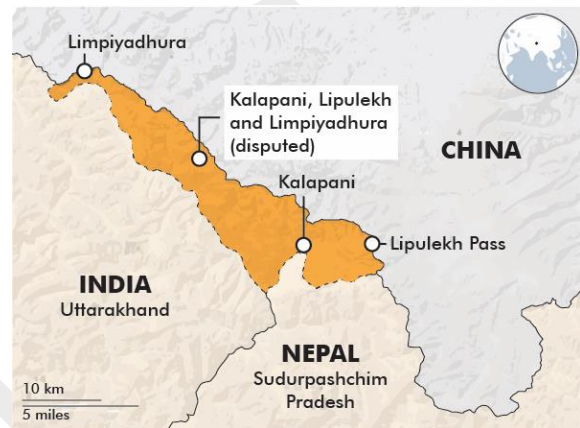 Limpiyadhura
Kalapani, Lipulekh
and Limpiyadhura
(disputed)
CHINA
Kalapani
Lipulekh Pass
INDIA
Uttarakhand
NEPAL
Sudurpashchim
Pradesh
10 km
5 miles